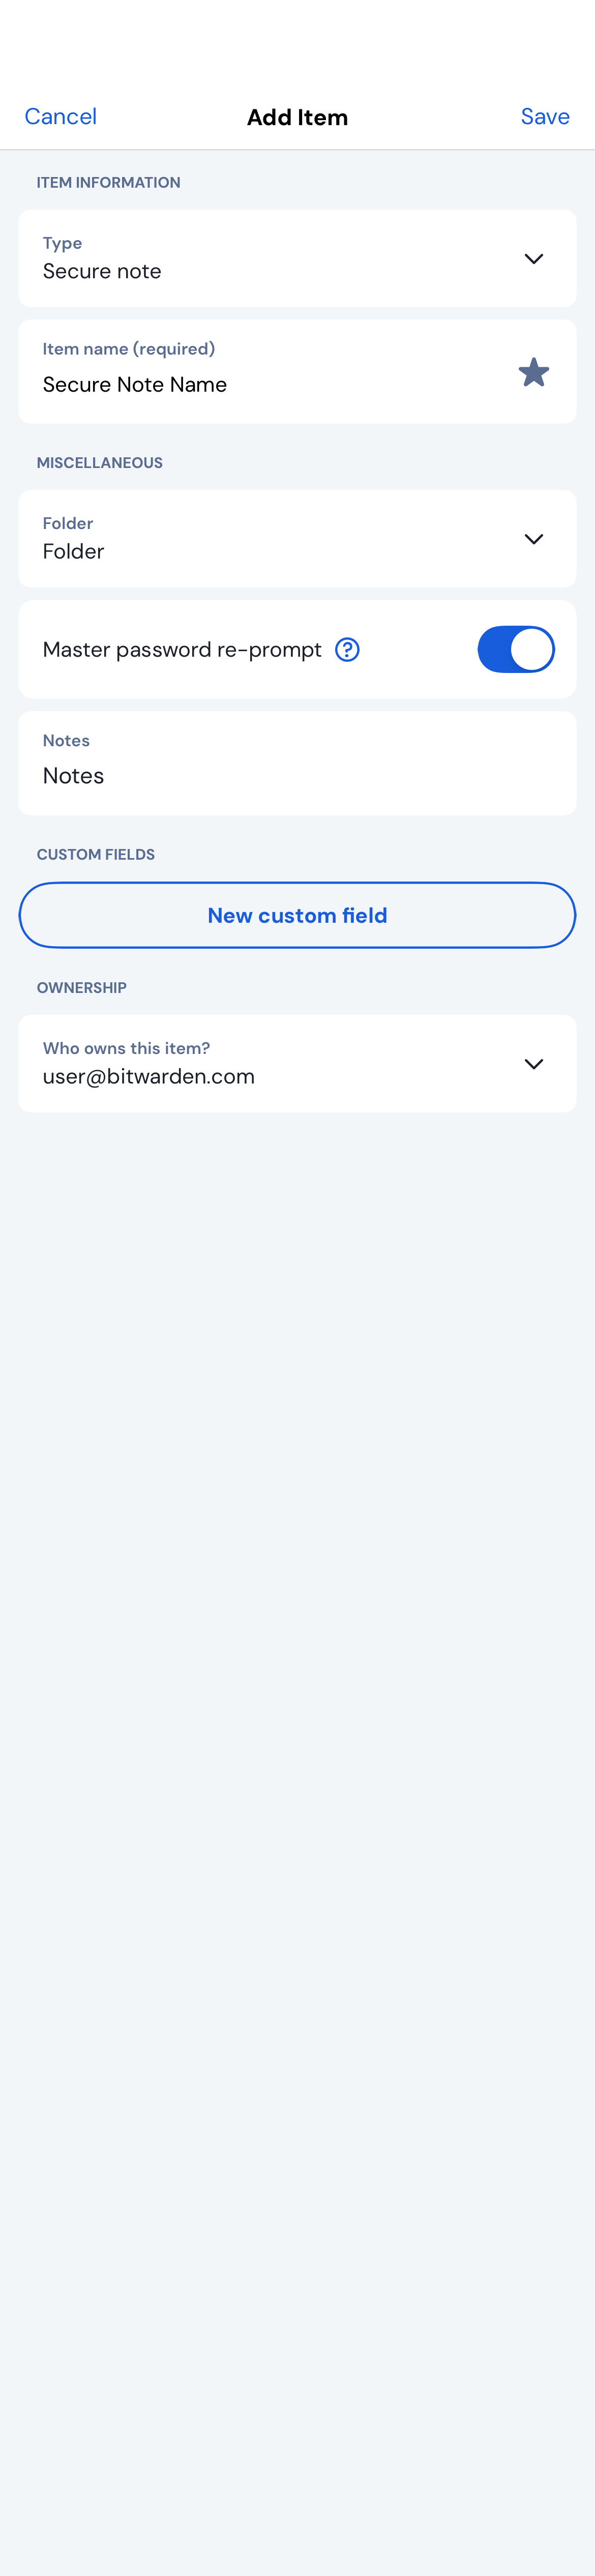 Cancel
Add Item
Save
ITEM INFORMATION
Type
Secure note
Item name (required)
Secure Note Name
MISCELLANEOUS
Folder
Folder
Master password re-prompt
Notes
Notes
CUSTOM FIELDS
New custom field
OWNERSHIP
Who owns this item?
user@bitwarden.com